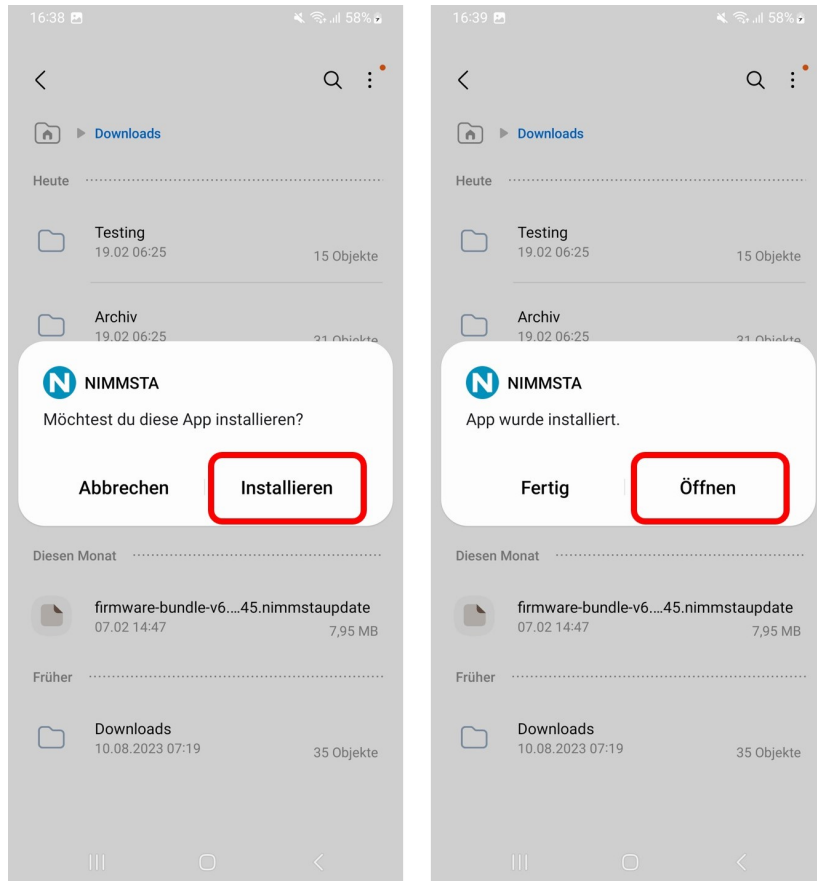 16:38
58%
Downloads
Heute
Testing
19.02 06:25
15 Objekte
Archiv
19.02 06:25
31 Objekte
N NIMMSTA
Möchtest du diese App installieren?
Abbrechen Installieren
Diesen Monat
firmware-bundle-v6....45.nimmstaupdate
07.02 14:47
7,95 MB
Früher
Downloads
10.08.2023 07:19
35 Objekte
16:39
58%
Downloads
Heute
Testing
19.02 06:25
15 Objekte
Archiv
19.02 06:25
31 Objekte
N NIMMSTA
App wurde installiert.
Fertig Öffnen
Diesen Monat
firmware-bundle-v6....45.nimmstaupdate
07.02 14:47
7,95 MB
Früher
Downloads
10.08.2023 07:19
35 Objekte